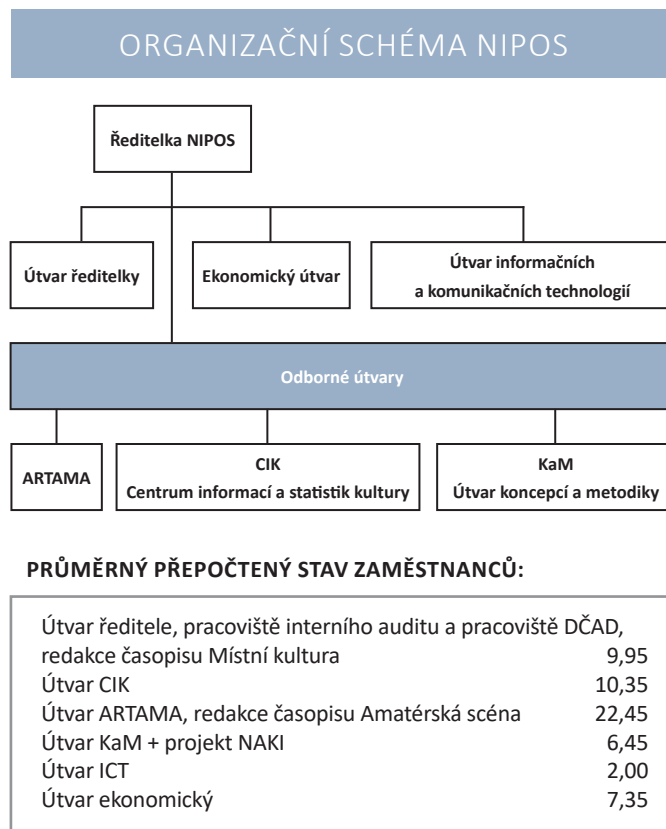 ORGANIZAČNÍ SCHÉMA NIPOS
Ředitelka NIPOS
Útvar ředitelky
Ekonomický útvar
Útvar informačních
a komunikačních technologií
Odborné útvary
ARTAMA
CIK
Centrum informací a statistik kultury
KaM
Útvar koncepcí a metodiky
PRŮMĚRNÝ PŘEPOČTENÝ STAV ZAMĚSTNANCŮ:
Útvar ředitele, pracoviště interního auditu a pracoviště DČAD,
redakce časopisu Místní kultura 9,95
Útvar CIK 10,35
Útvar ARTAMA, redakce časopisu Amatérská scéna 22,45
Útvar KaM + projekt NAKI 6,45
Útvar ICT 2,00
Útvar ekonomický 7,35